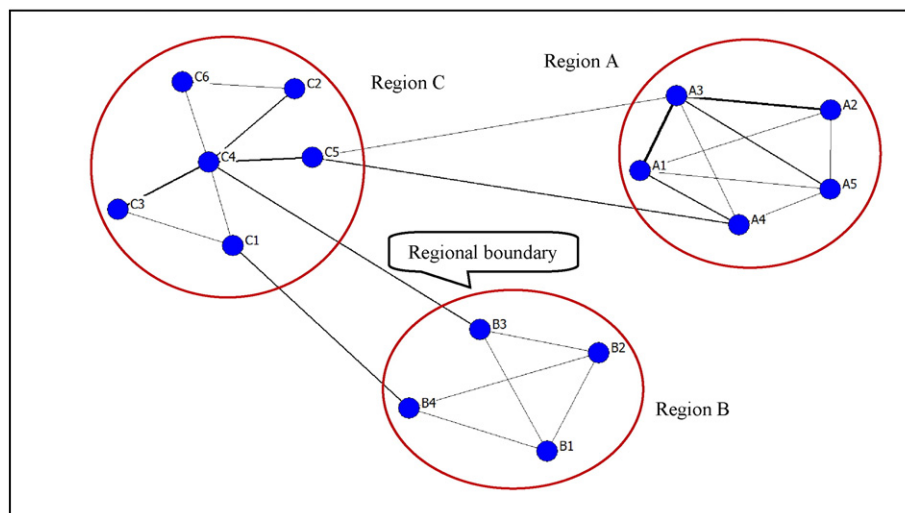 C6
C2
Region C
C4
C5
C3
C1
Region A
A3
A2
A1
A5
A4
Regional boundary
B3
B2
B4
B1
Region B